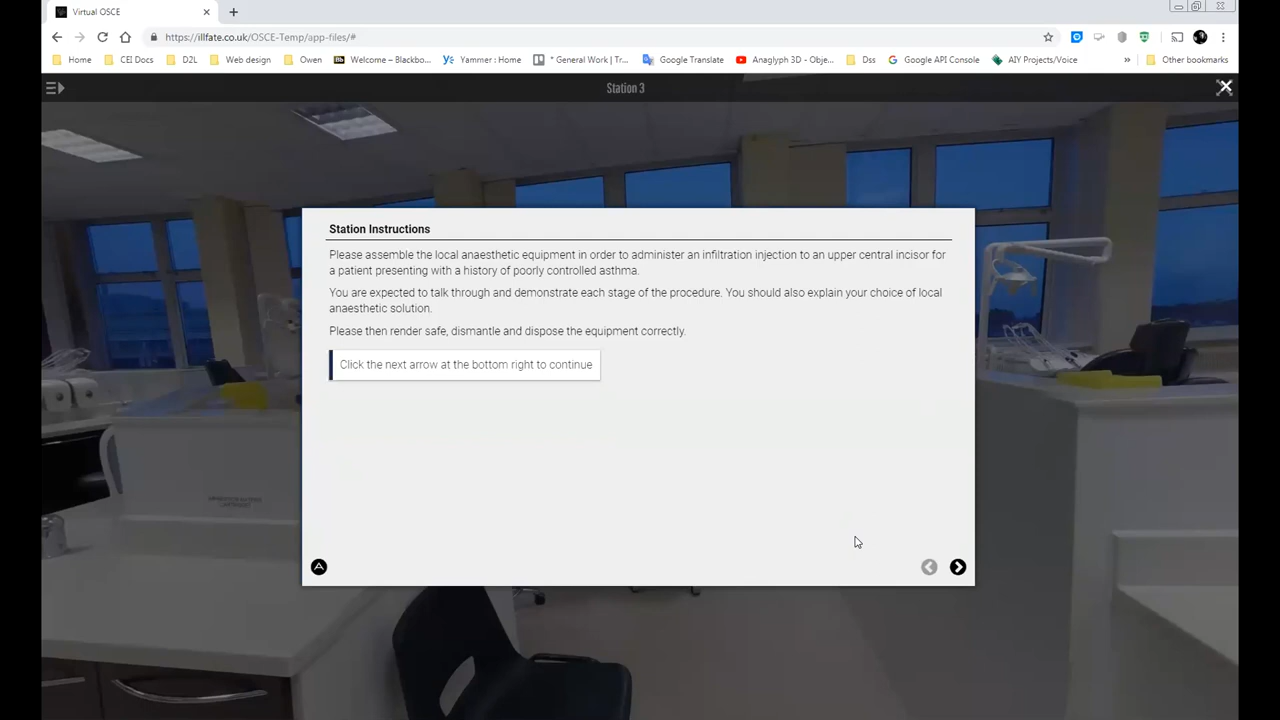 Virtual OSCE
https://illfate.co.uk/OSCE-Temp/app-files/#
Home CEI Docs D2L Web design Owen Welcome – Blackbo... Yammer : Home * General Work | Tr... Google Translate Anaglyph 3D - Obje... Dss Google API Console AIY Projects/Voice » Other bookmarks
Station 3
Station Instructions
Please assemble the local anaesthetic equipment in order to administer an infiltration injection to an upper central incisor for
a patient presenting with a history of poorly controlled asthma.
You are expected to talk through and demonstrate each stage of the procedure. You should also explain your choice of local
anaesthetic solution.
Please then render safe, dismantle and dispose the equipment correctly.
Click the next arrow at the bottom right to continue